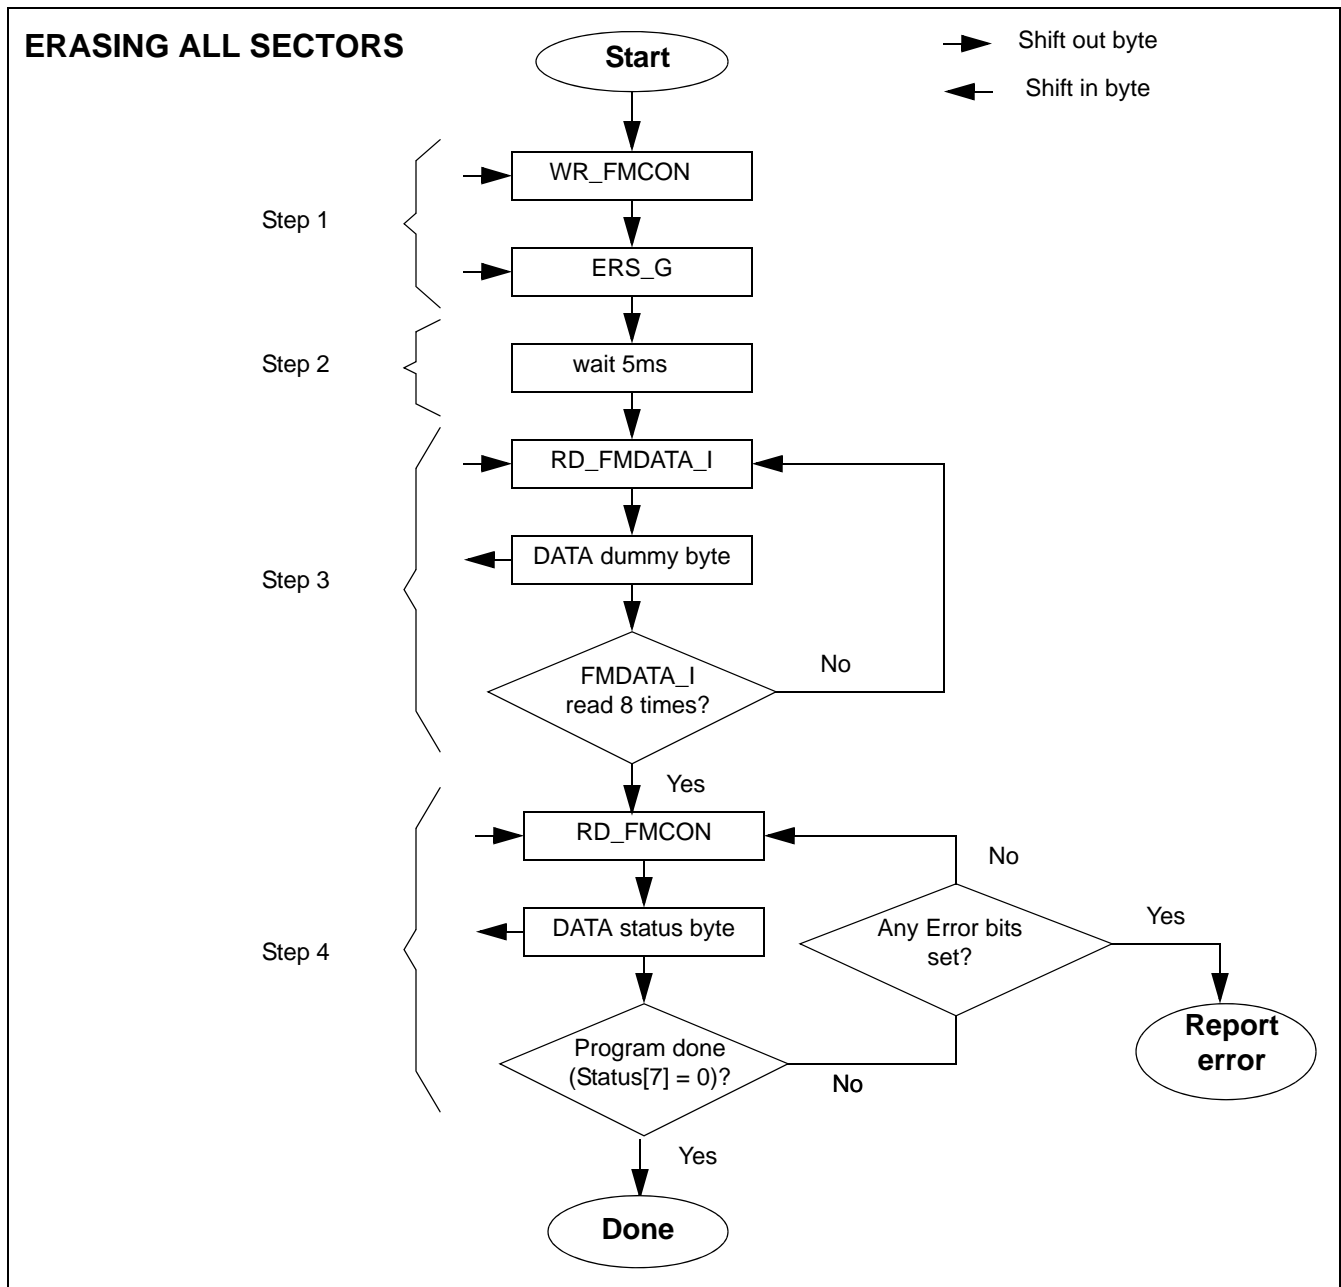 ERASING ALL SECTORS
Start
Shift out byte
Shift in byte
Step 1
WR_FMCON
ERS_G
Step 2
wait 5ms
Step 3
RD_FMDATA_I
DATA dummy byte
FMDATA_I
read 8 times?
No
Yes
Step 4
RD_FMCON
No
DATA status byte
Any Error bits
set?
Yes
Program done
(Status[7] = 0)?
No
Report
error
Yes
Done